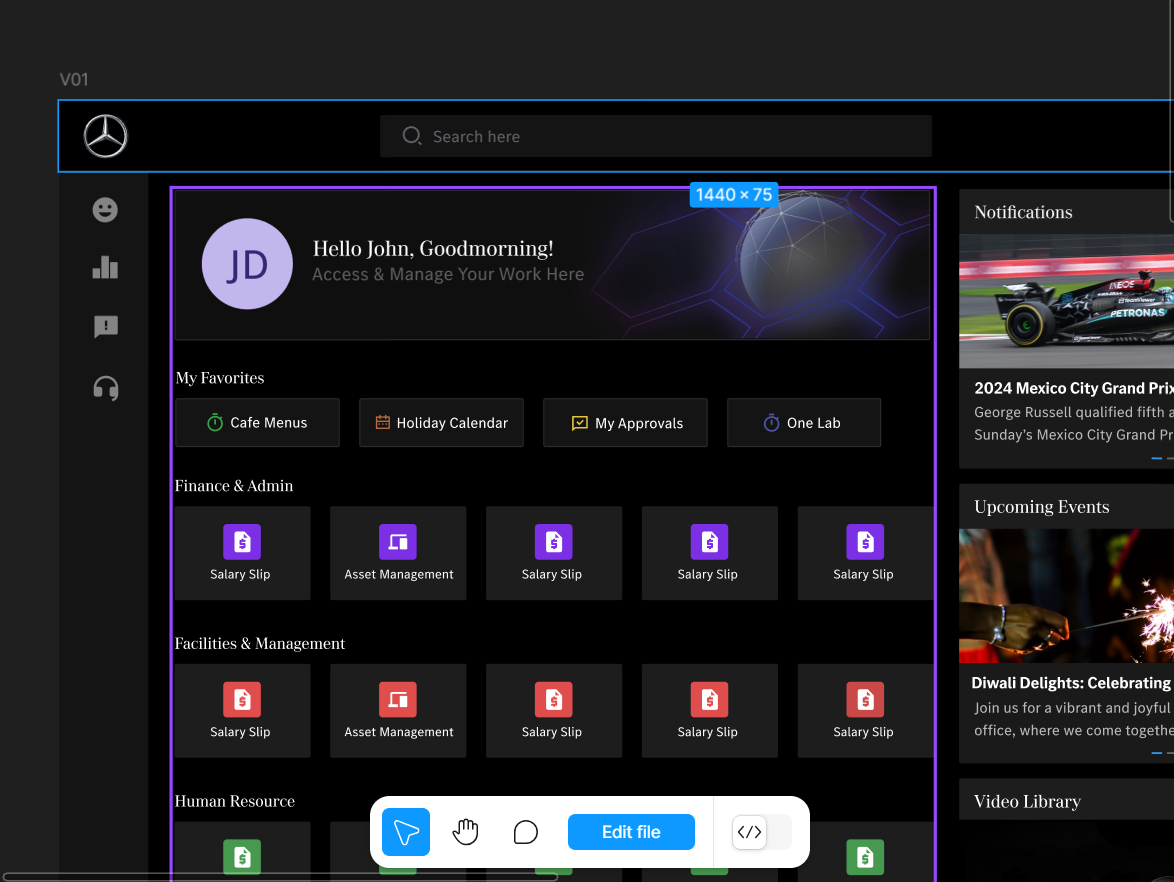 V01
Search here
1440 × 75
JD
Hello John, Goodmorning!
Access & Manage Your Work Here
My Favorites
Cafe Menus
Holiday Calendar
My Approvals
One Lab
Finance & Admin
Salary Slip
Asset Management
Salary Slip
Salary Slip
Salary Slip
Facilities & Management
Salary Slip
Asset Management
Salary Slip
Salary Slip
Salary Slip
Human Resource
Notifications
INEOS
TeamViewer
PETRONAS
2024 Mexico City Grand Prix
George Russell qualified fifth a
Sunday's Mexico City Grand Pr
Upcoming Events
Diwali Delights: Celebrating
Join us for a vibrant and joyful
office, where we come togethe
Video Library
Edit file